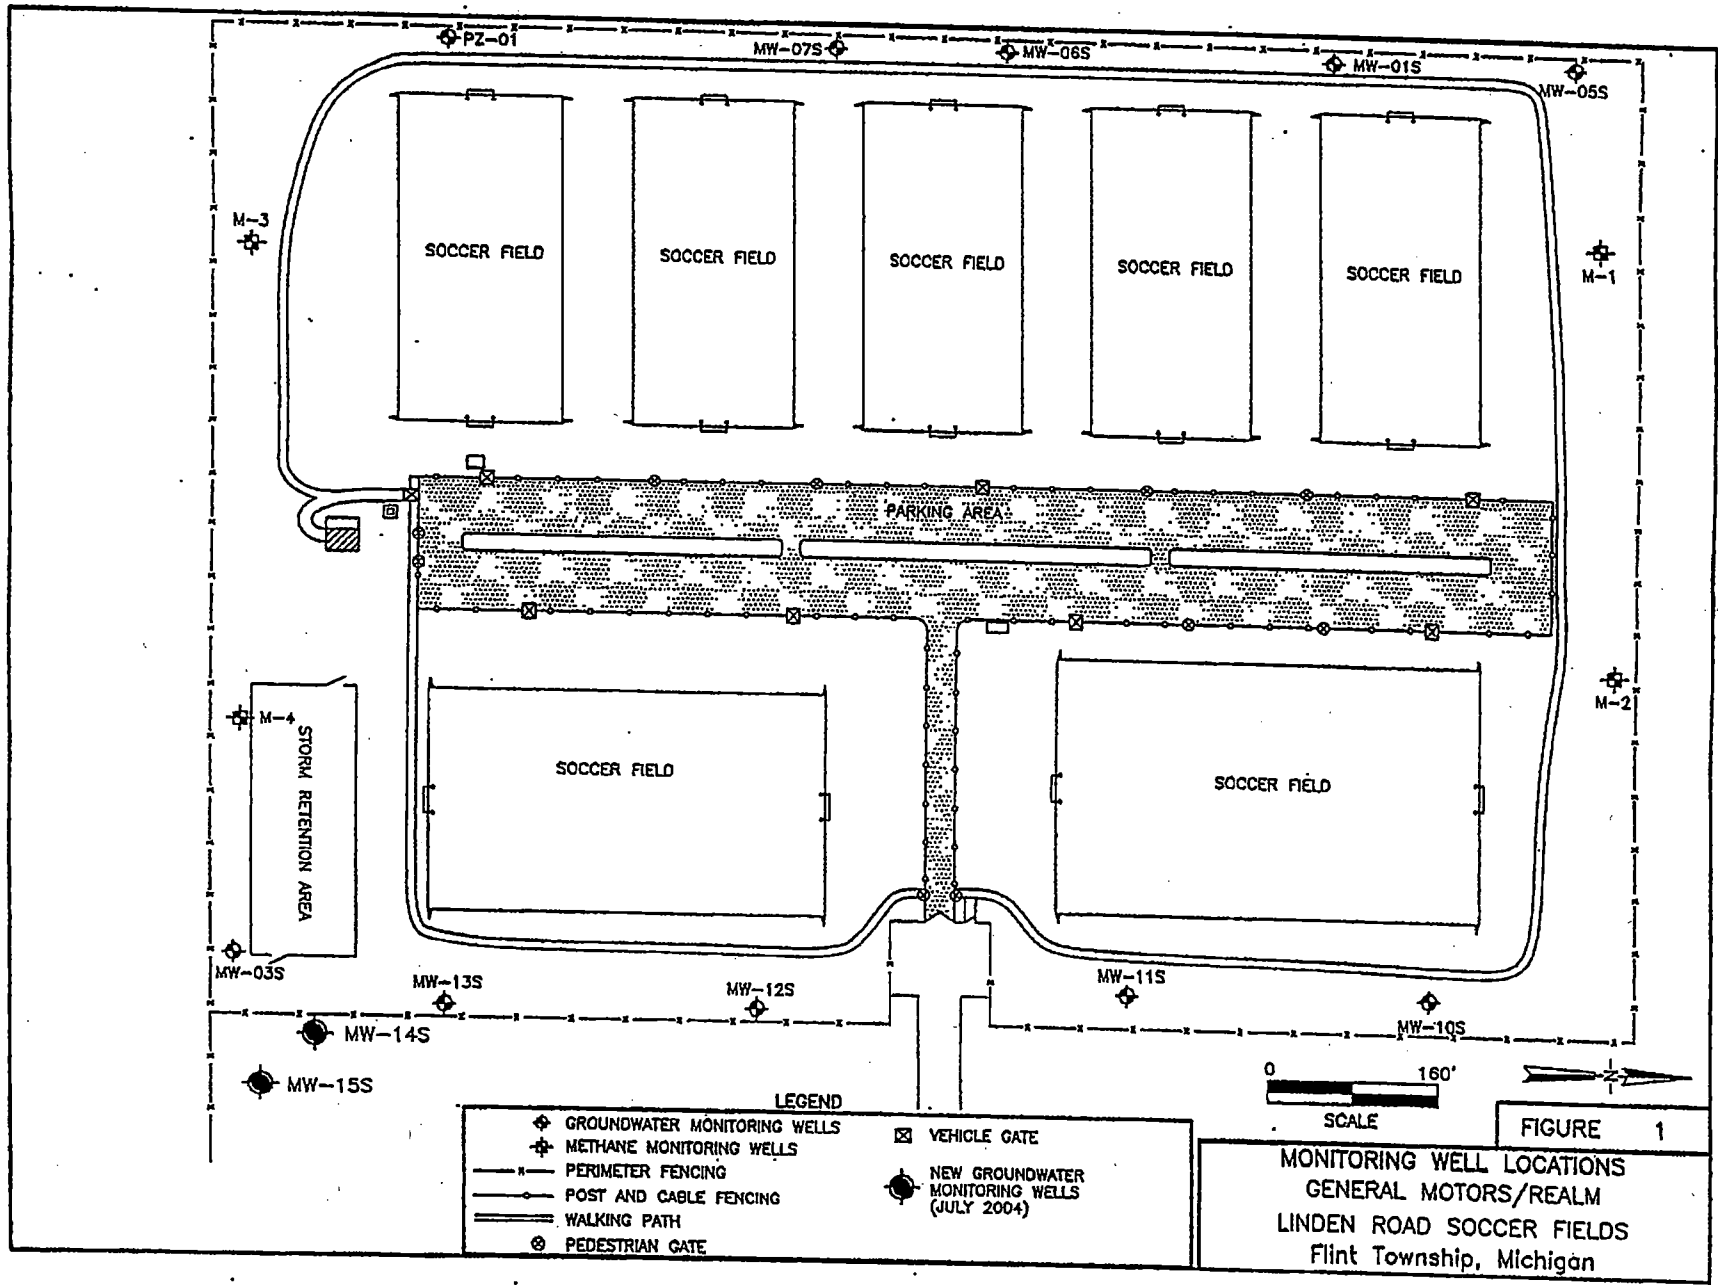 PZ-01
MW-07S
MW-06S
MW-01S
MW-05S
M-3
M-1
SOCCER FIELD
SOCCER FIELD
SOCCER FIELD
SOCCER FIELD
SOCCER FIELD
PARKING AREA
M-4
M-2
STORM RETENTION AREA
SOCCER FIELD
SOCCER FIELD
MW-03S
MW-13S
MW-12S
MW-11S
MW-10S
MW-14S
MW-15S
0 160'
SCALE
N
LEGEND
GROUNDWATER MONITORING WELLS
METHANE MONITORING WELLS
PERIMETER FENCING
POST AND CABLE FENCING
WALKING PATH
PEDESTRIAN GATE
VEHICLE GATE
NEW GROUNDWATER
MONITORING WELLS
(JULY 2004)
FIGURE 1
MONITORING WELL LOCATIONS
GENERAL MOTORS/REALM
LINDEN ROAD SOCCER FIELDS
Flint Township, Michigan